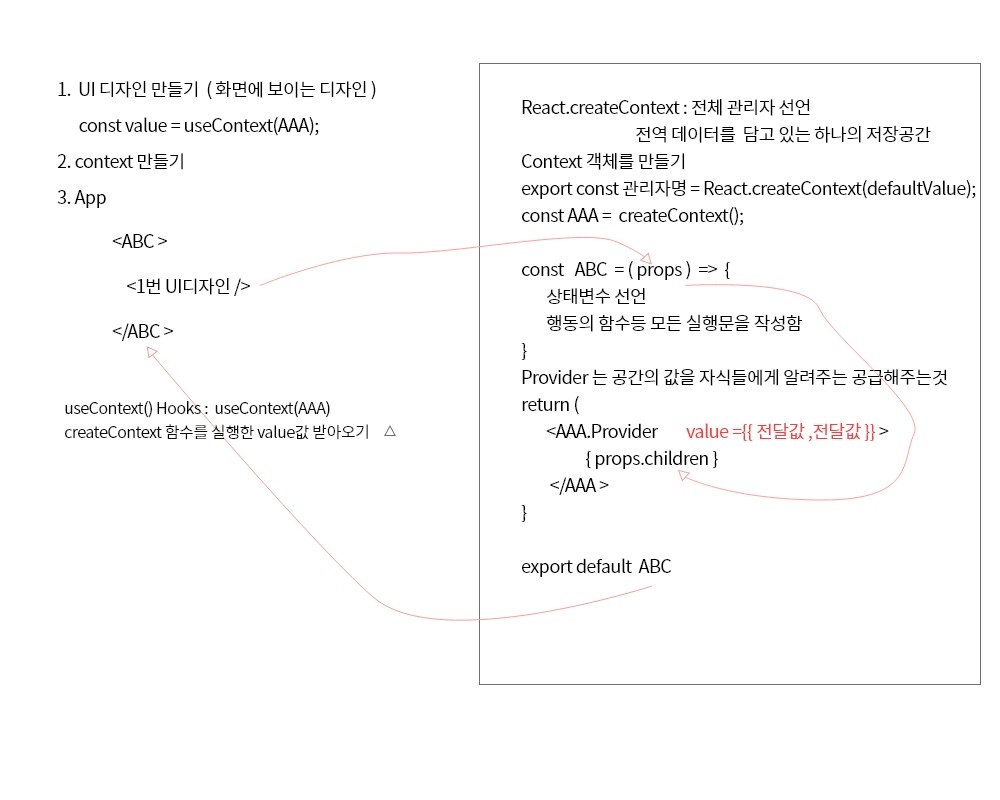 1. UI 디자인 만들기 ( 화면에 보이는 디자인 )
const value = useContext(AAA);
2. context 만들기
3. App
<ABC >
<1번 UI디자인 />
</ABC >
useContext() Hooks : useContext(AAA)
createContext 함수를 실행한 value값 받아오기 △
React.createContext : 전체 관리자 선언
전역 데이터를 담고 있는 하나의 저장공간
Context 객체를 만들기
export const 관리자명 = React.createContext(defaultValue);
const AAA = createContext();
const ABC = ( props ) => {
상태변수 선언
행동의 함수등 모든 실행문을 작성함
}
Provider 는 공간의 값을 자식들에게 알려주는 공급해주는것
return (
<AAA.Provider value ={{ 전달값 ,전달값 }} >
{ props.children }
</AAA >
}
export default ABC